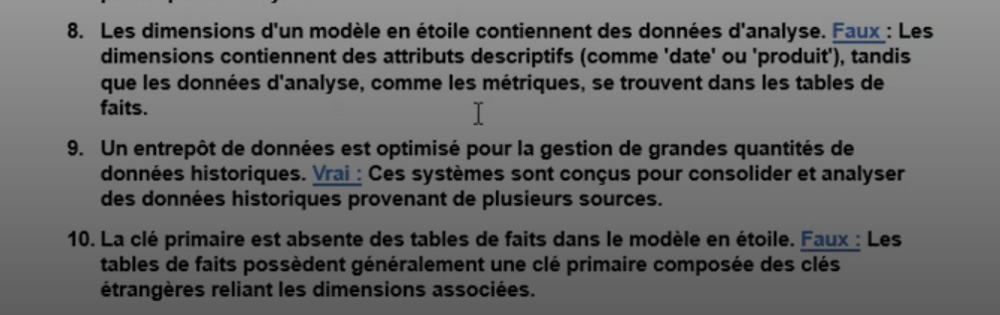 8. Les dimensions d'un modèle en étoile contiennent des données d'analyse. Faux : Les
dimensions contiennent des attributs descriptifs (comme 'date' ou 'produit'), tandis
que les données d'analyse, comme les métriques, se trouvent dans les tables de
faits.
9. Un entrepôt de données est optimisé pour la gestion de grandes quantités de
données historiques. Vrai : Ces systèmes sont conçus pour consolider et analyser
des données historiques provenant de plusieurs sources.
10. La clé primaire est absente des tables de faits dans le modèle en étoile. Faux : Les
tables de faits possèdent généralement une clé primaire composée des clés
étrangères reliant les dimensions associées.